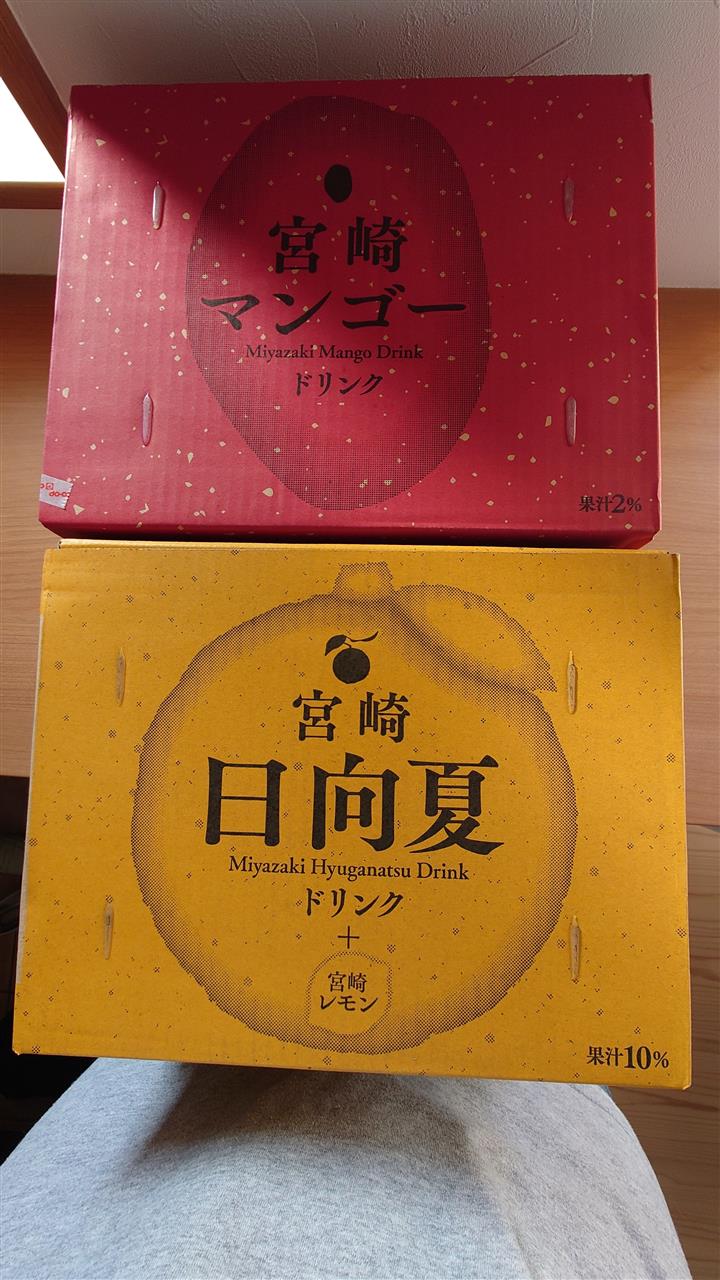 宮崎
マンゴー
Miyazaki Mango Drink
ドリンク
果汁2%
宮崎
日向夏
Miyazaki Hyuganatsu Drink
ドリンク
+
宮崎
レモン
果汁10%